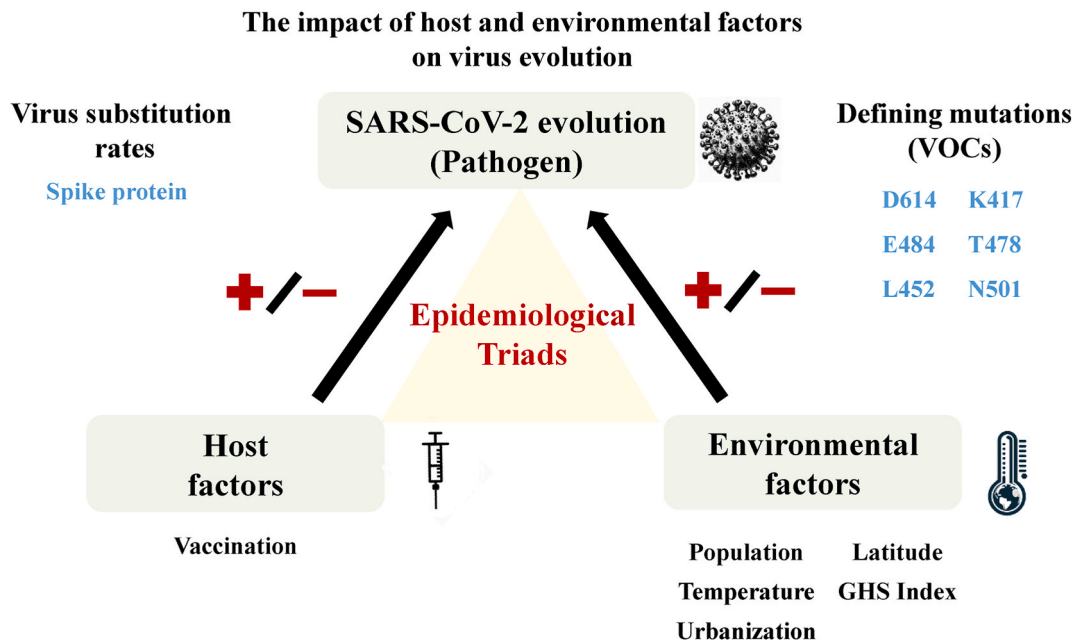 The impact of host and environmental factors
on virus evolution
Virus substitution
rates
Spike protein
SARS-CoV-2 evolution
(Pathogen)
Defining mutations
(VOCs)
D614 K417
E484 T478
L452 N501
+/−
+/−
Epidemiological
Triads
Host
factors
Vaccination
Environmental
factors
Population Latitude
Temperature GHS Index
Urbanization